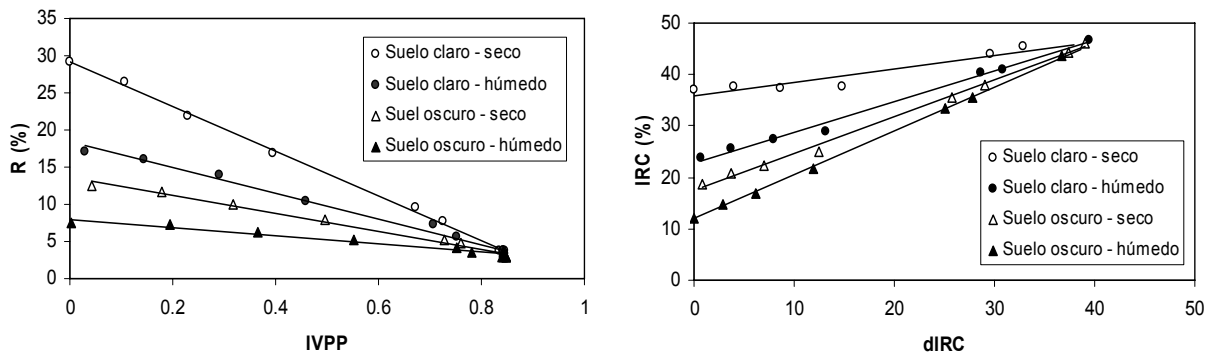 35
30
25
20
15
10
5
0
R (%)
0 0.2 0.4 0.6 0.8 1
IVPP
Suelo claro - seco
Suelo claro - húmedo
Suel oscuro - seco
Suelo oscuro - húmedo
50
40
30
20
10
0
IRC (%)
0 10 20 30 40 50
dIRC
Suelo claro - seco
Suelo claro - húmedo
Suelo oscuro - seco
Suelo oscuro - húmedo